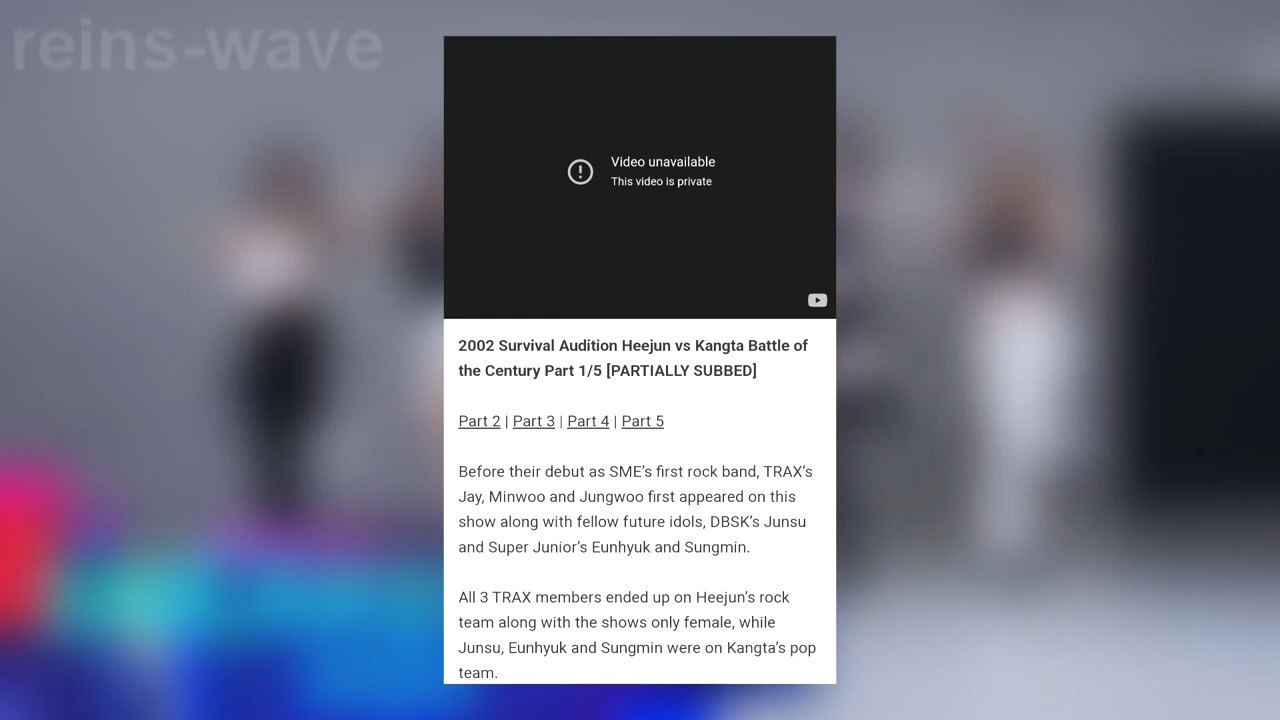 reins-wave
Video unavailable
This video is private
2002 Survival Audition Heejun vs Kangta Battle of
the Century Part 1/5 [PARTIALLY SUBBED]
Part 2 | Part 3 | Part 4 | Part 5
Before their debut as SME’s first rock band, TRAX’s
Jay, Minwoo and Jungwoo first appeared on this
show along with fellow future idols, DBSK’s Junsu
and Super Junior’s Eunhyuk and Sungmin.
All 3 TRAX members ended up on Heejun’s rock
team along with the shows only female, while
Junsu, Eunhyuk and Sungmin were on Kangta’s pop
team.